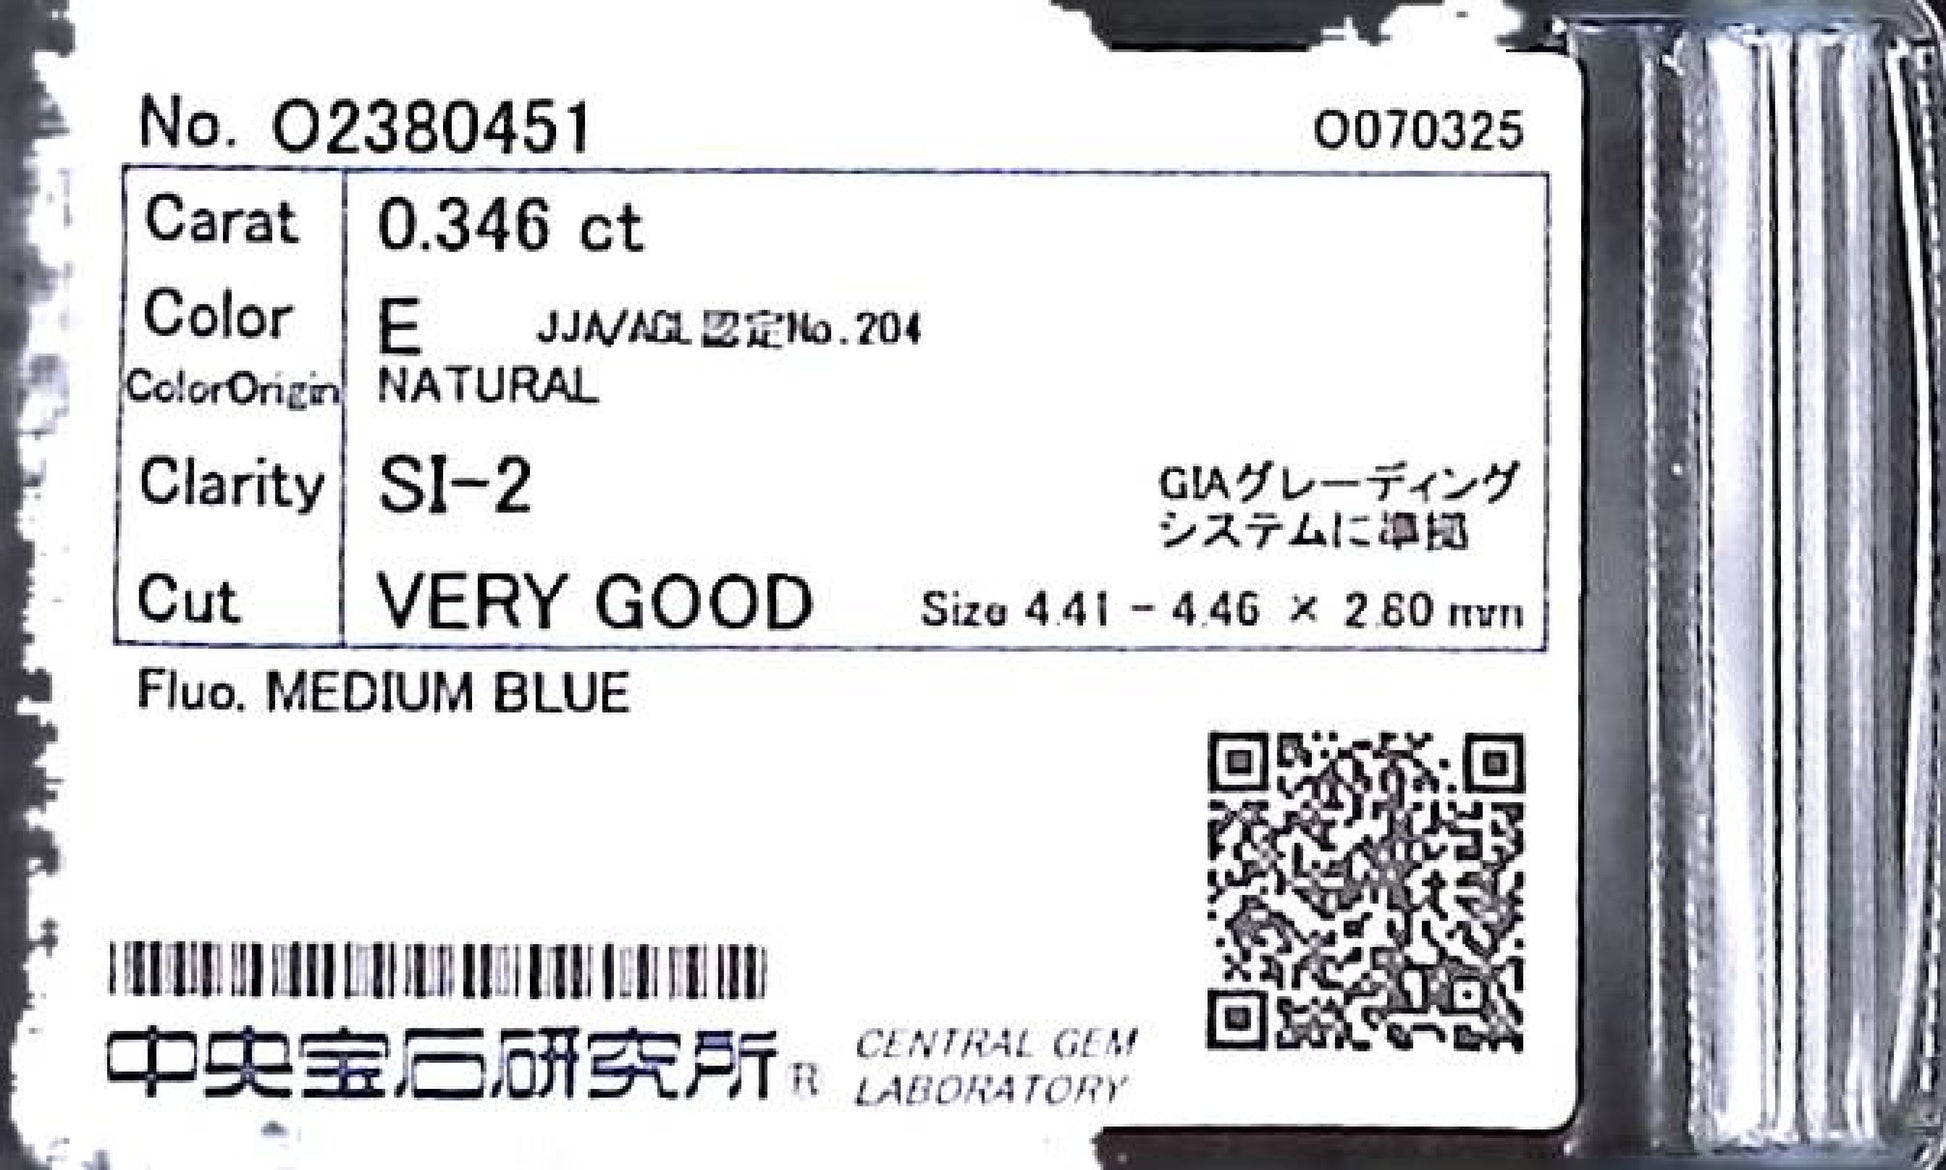 No. O2380451
O070325
Carat 0.346 ct
Color E JJA/AGL認定No.204
ColorOrigin NATURAL
Clarity SI-2
GIAグレーディング
システムに準拠
Cut VERY GOOD Size 4.41 - 4.46 × 2.80 mm
Fluo. MEDIUM BLUE
中央宝石研究所 R
CENTRAL GEM
LABORATORY